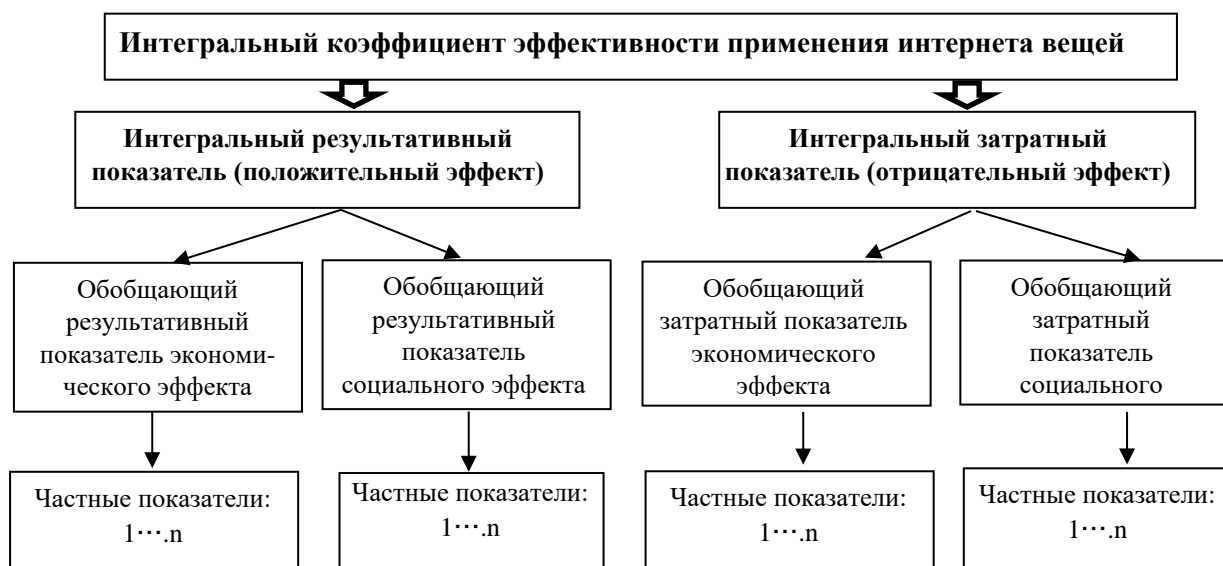 Интегральный коэффициент эффективности применения интернета вещей
Интегральный результативный
показатель (положительный эффект)
Интегральный затратный
показатель (отрицательный эффект)
Обобщающий
результативный
показатель экономи-
ческого эффекта
Обобщающий
результативный
показатель
социального эффекта
Обобщающий
затратный показатель
экономического
эффекта
Обобщающий
затратный
показатель
социального
Частные показатели:
1….n
Частные показатели:
1….n
Частные показатели:
1….n
Частные показатели:
1….n